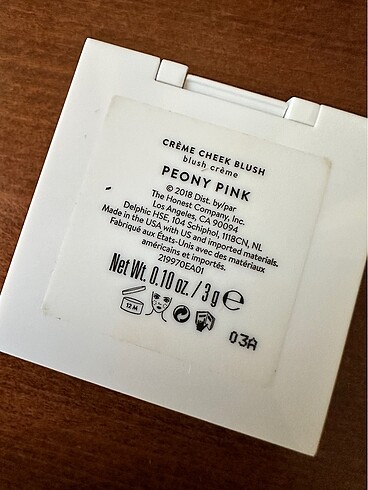 CRÈME CHEEK BLUSH
blush crème
PEONY PINK
© 2018 Dist. by/par
The Honest Company, Inc.
Los Angeles, CA 90094
Delphic HSE, 104 Schiphol, 1118CN, NL
Made in the USA with US and imported materials.
Fabriqué aux États-Unis avec des matériaux
américains et importés.
219970EA01
Net Wt. 0.10 oz. / 3 g ℮
12 M
03A